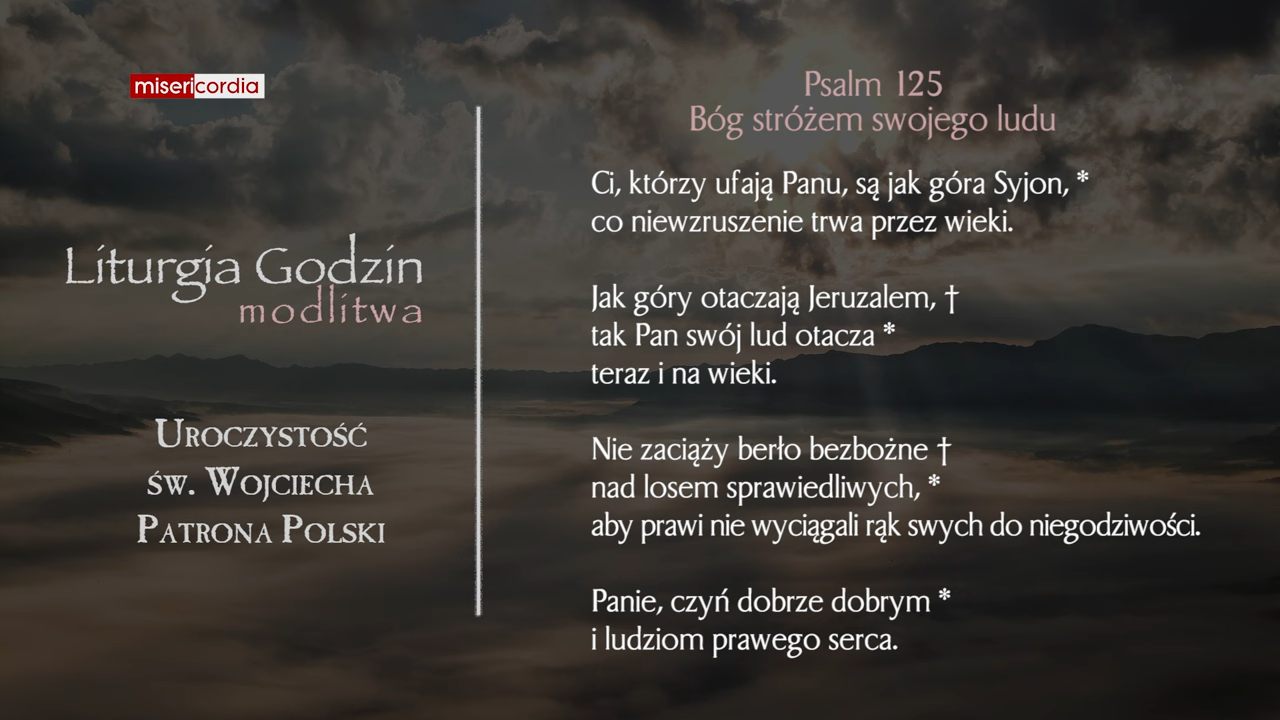 misericordia
Liturgia Godzin
modlitwa
Uroczystość
św. Wojciecha
Patrona Polski
Psalm 125
Bóg stróżem swojego ludu
Ci, którzy ufają Panu, są jak góra Syjon, *
co niewzruszenie trwa przez wieki.
Jak góry otaczają Jeruzalem, †
tak Pan swój lud otacza *
teraz i na wieki.
Nie zaciąży berło bezbożne †
nad losem sprawiedliwych, *
aby prawi nie wyciągali rąk swych do niegodziwości.
Panie, czyń dobrze dobrym *
i ludziom prawego serca.